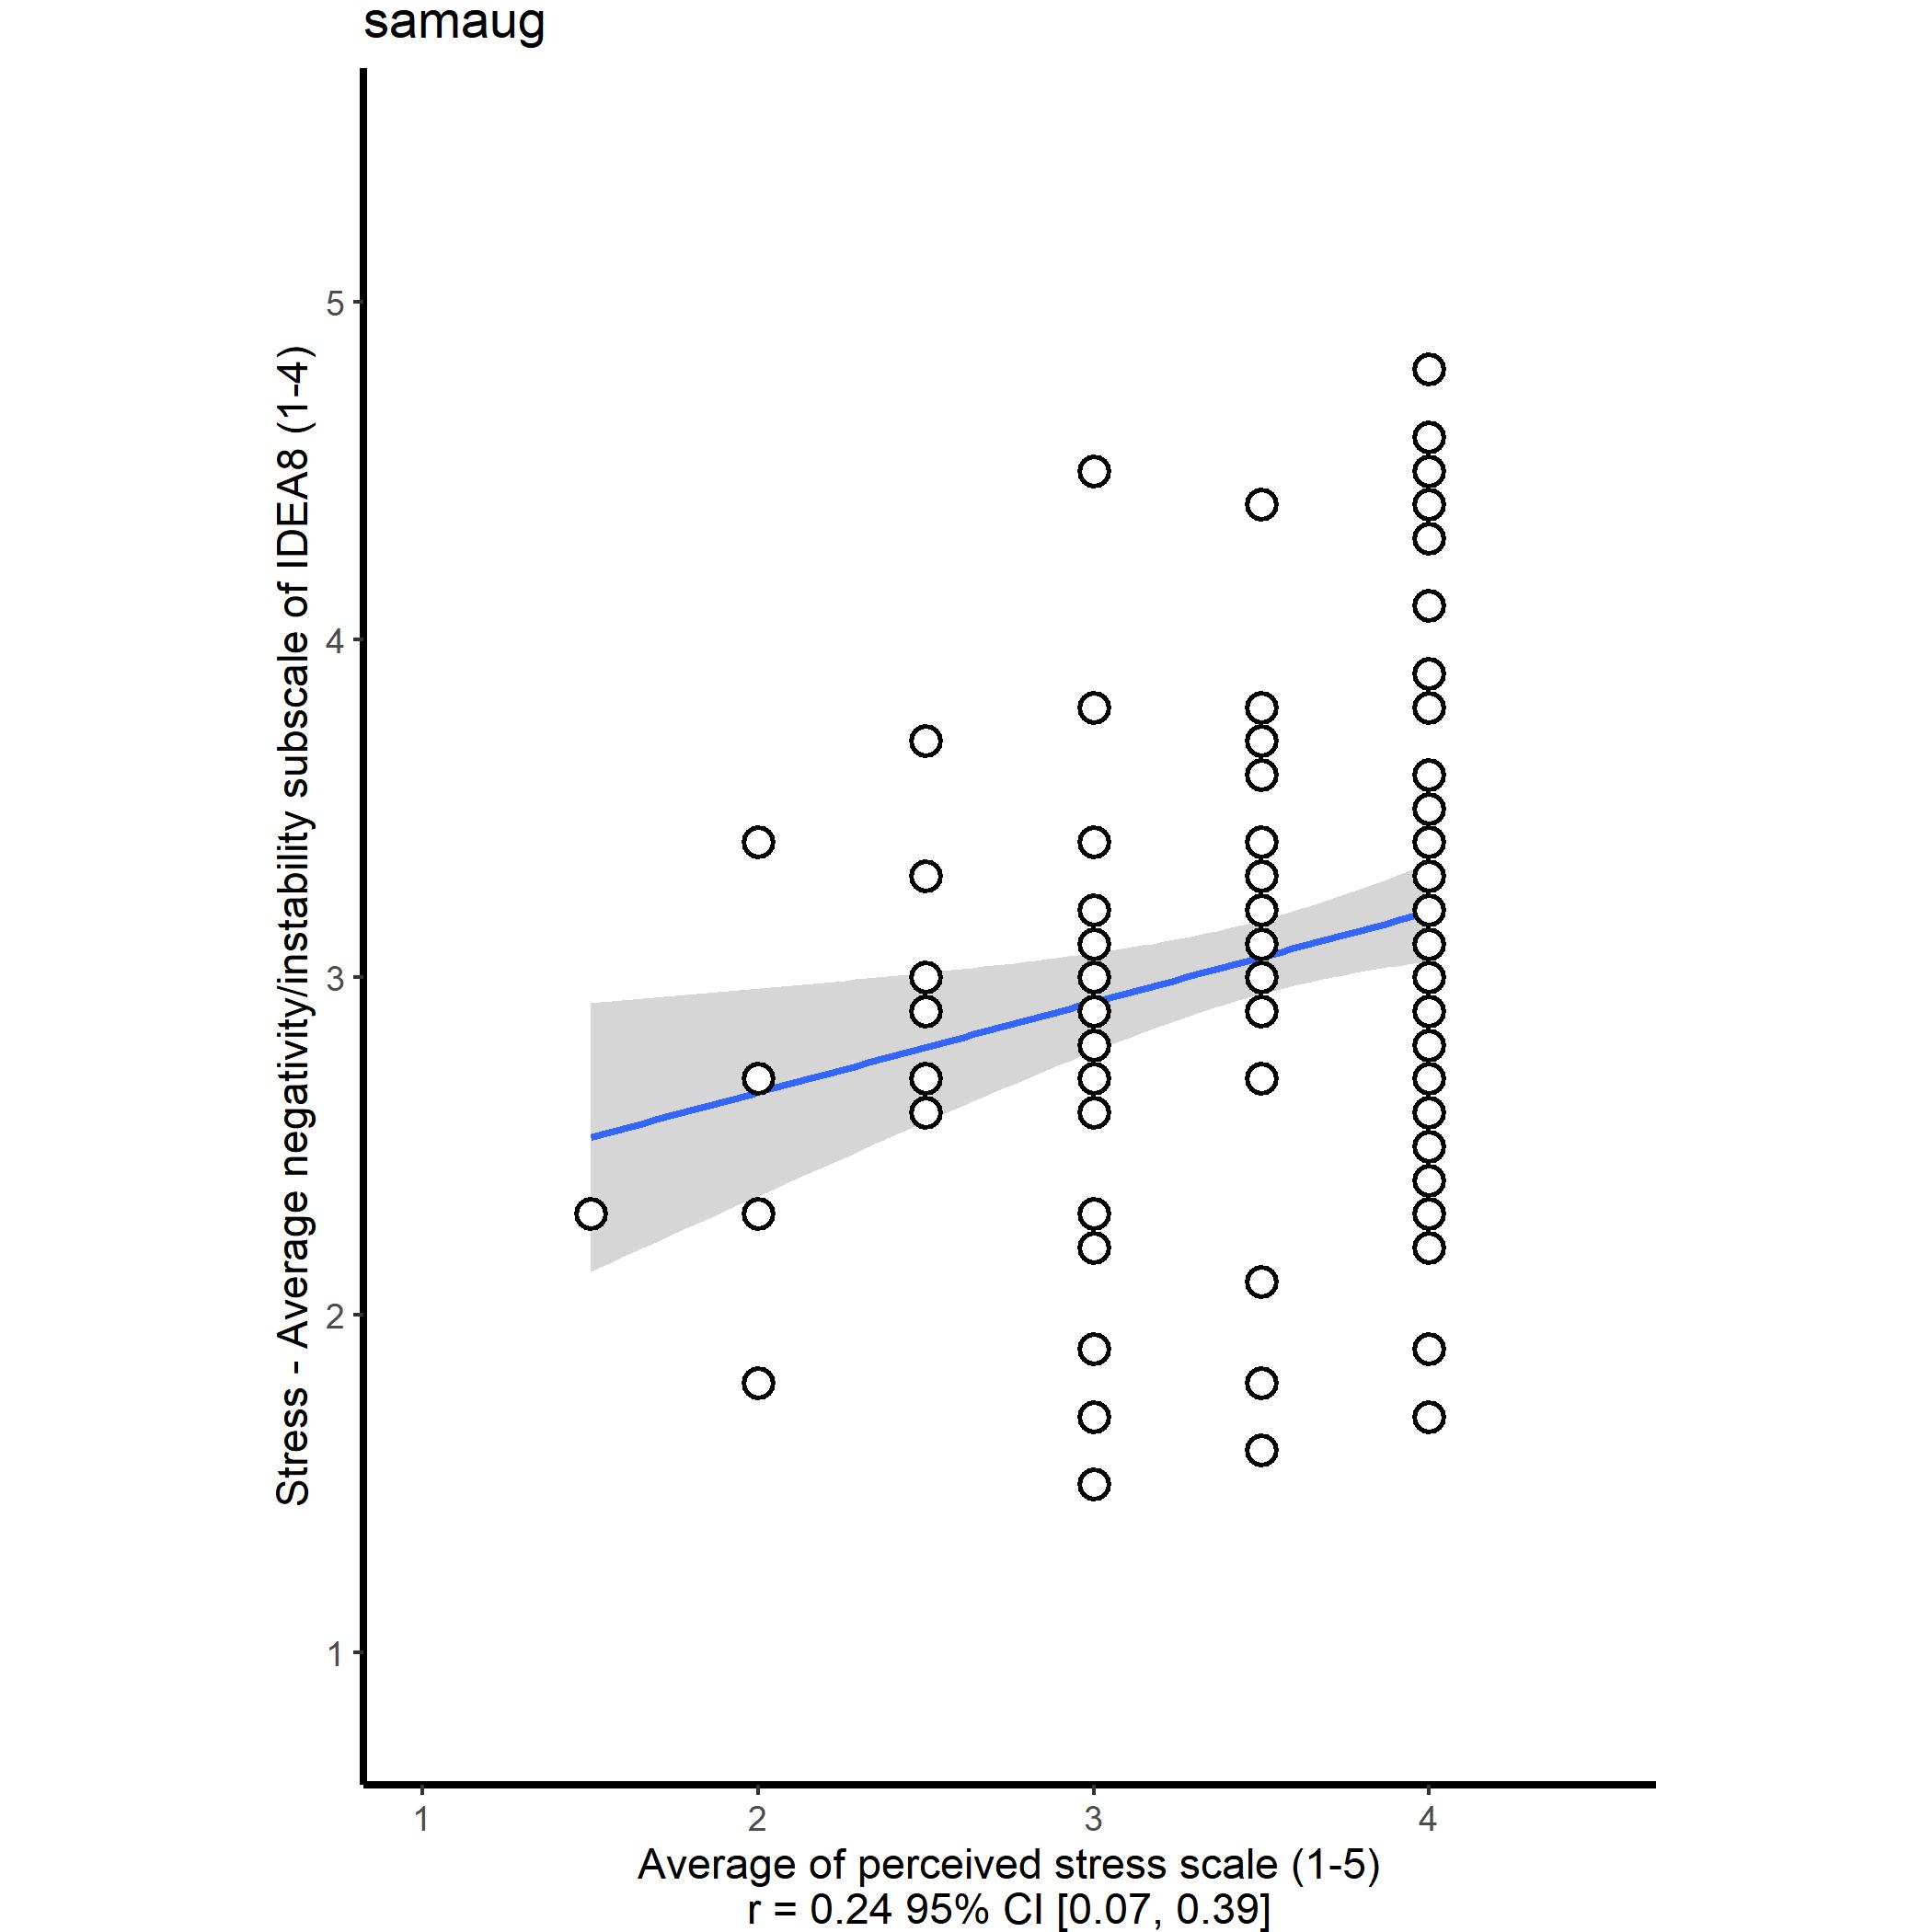 samaug
Stress - Average negativity/instability subscale of IDEA8 (1-4)
5
4
3
2
1
1 2 3 4
Average of perceived stress scale (1-5)
r = 0.24 95% CI [0.07, 0.39]